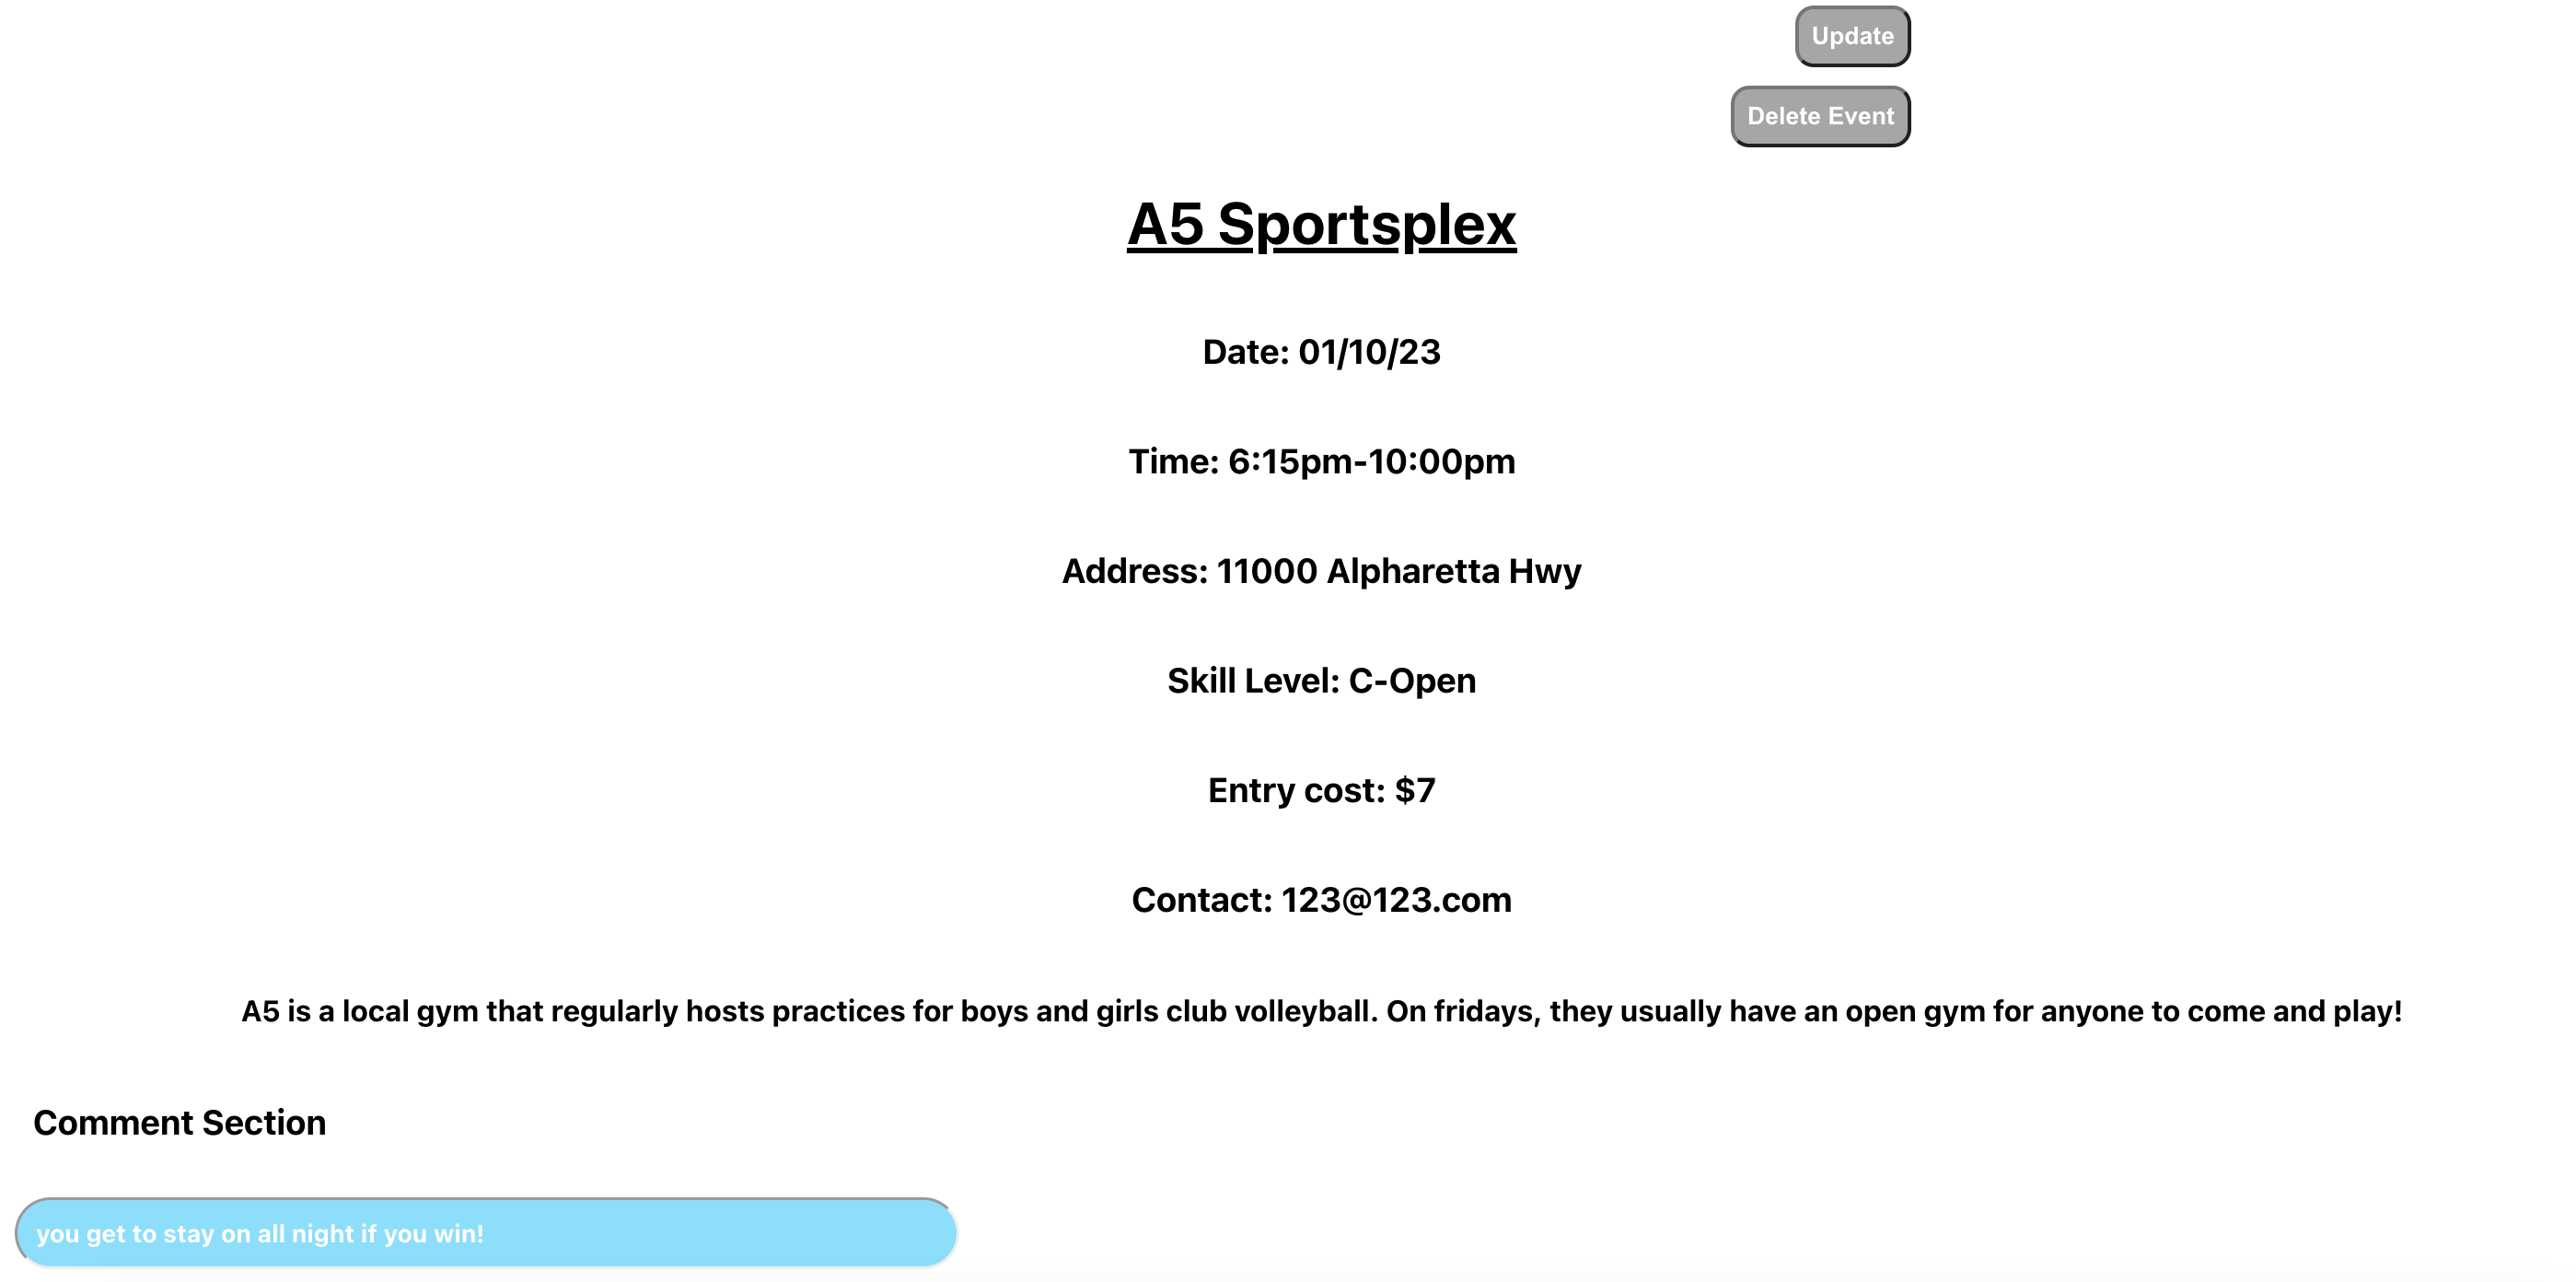 Update
Delete Event
A5 Sportsplex
Date: 01/10/23
Time: 6:15pm-10:00pm
Address: 11000 Alpharetta Hwy
Skill Level: C-Open
Entry cost: $7
Contact: 123@123.com
A5 is a local gym that regularly hosts practices for boys and girls club volleyball. On fridays, they usually have an open gym for anyone to come and play!
Comment Section
you get to stay on all night if you win!